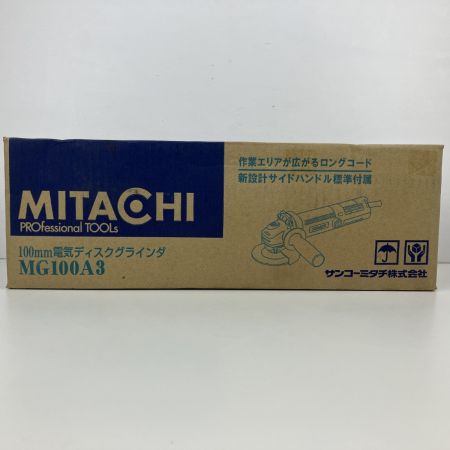 MITACHI
PROfessional TOOLs
100mm電気ディスクグラインダ
MG100A3
作業エリアが広がるロングコード
新設計サイドハンドル標準付属
サンコーミタチ株式会社